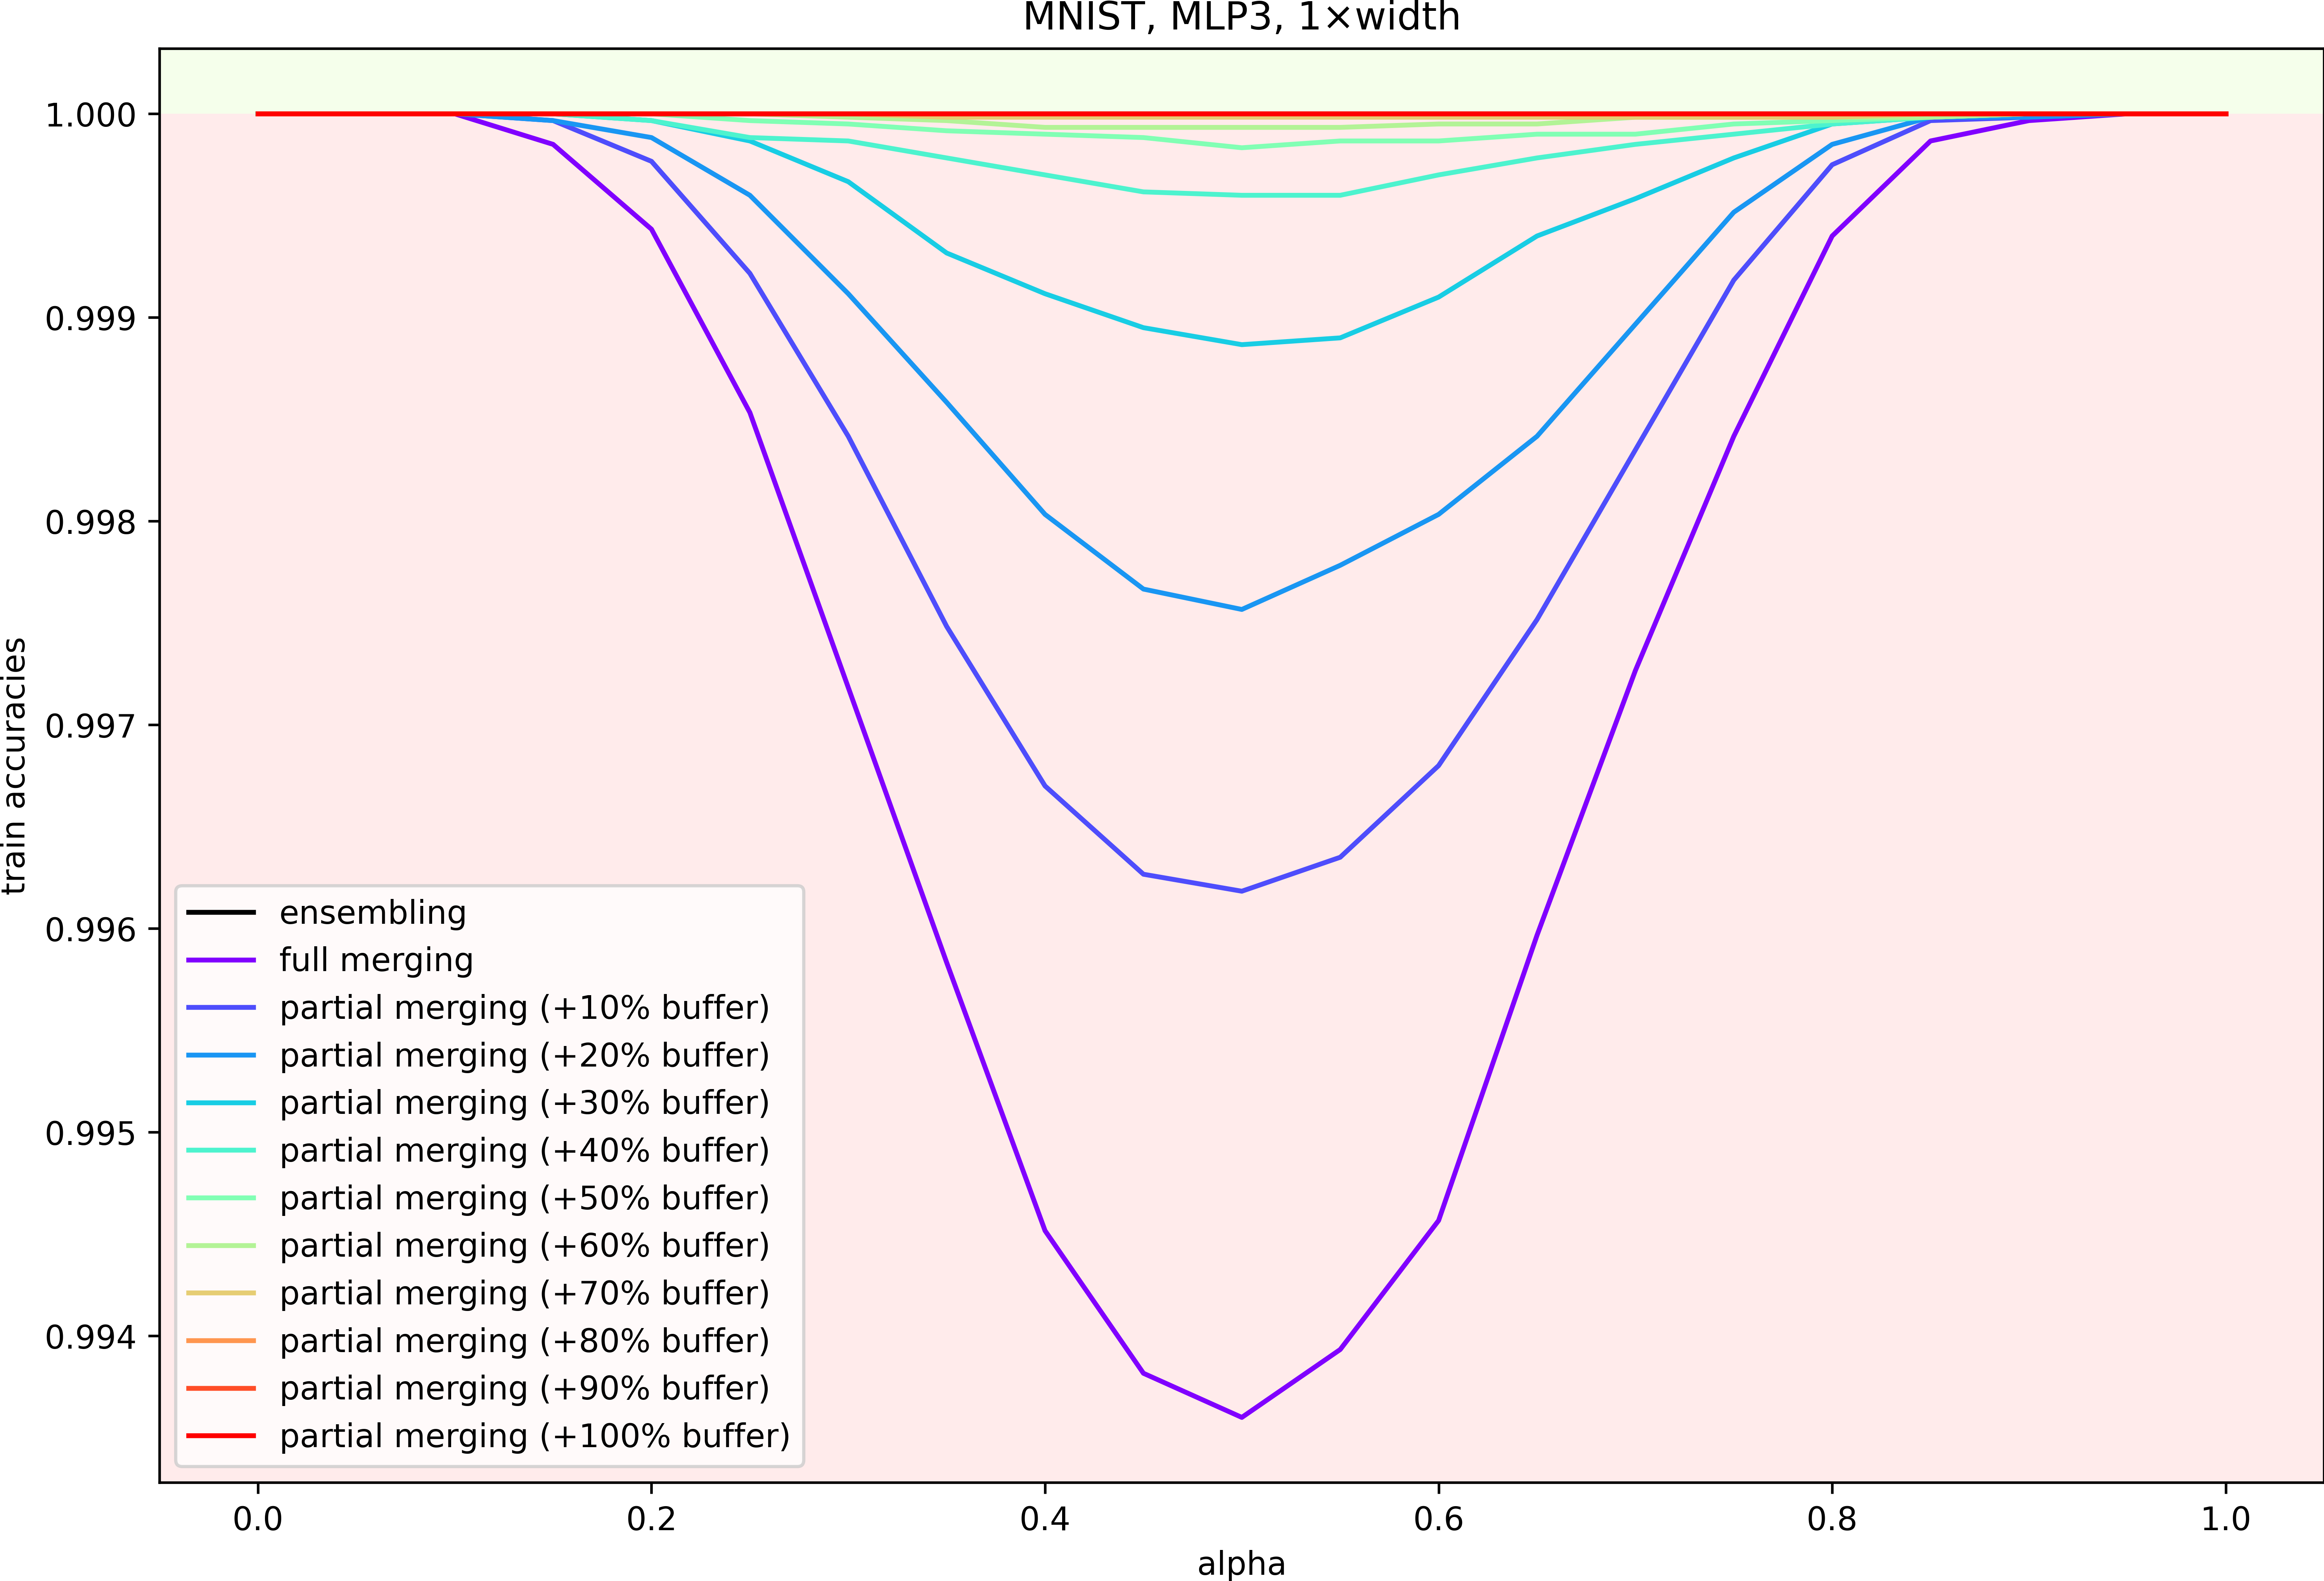 MNIST, MLP3, 1×width
1.000
0.999
0.998
0.997
0.996
0.995
0.994
train accuracies
ensembling
full merging
partial merging (+10% buffer)
partial merging (+20% buffer)
partial merging (+30% buffer)
partial merging (+40% buffer)
partial merging (+50% buffer)
partial merging (+60% buffer)
partial merging (+70% buffer)
partial merging (+80% buffer)
partial merging (+90% buffer)
partial merging (+100% buffer)
0.0 0.2 0.4 0.6 0.8 1.0
alpha